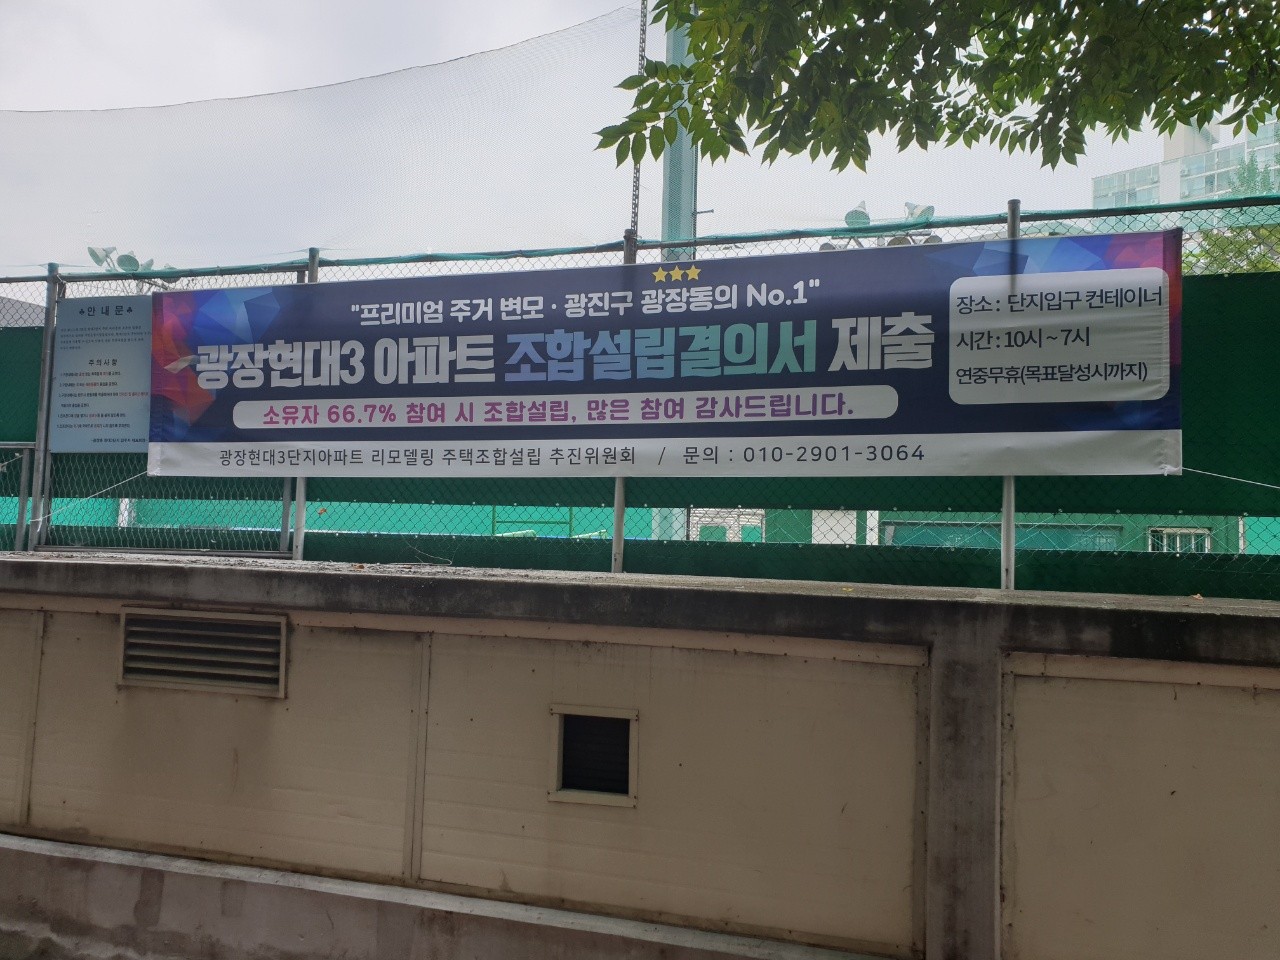 "프리미엄 주거 변모 · 광진구 광장동의 No.1"
광장현대3 아파트 조합설립결의서 제출
소유자 66.7% 참여 시 조합설립, 많은 참여 감사드립니다.
광장현대3단지아파트 리모델링 주택조합설립 추진위원회 / 문의 : 010-2901-3064
장소 : 단지입구 컨테이너
시간 : 10시 ~ 7시
연중무휴(목표달성시까지)
안내문
주의사항